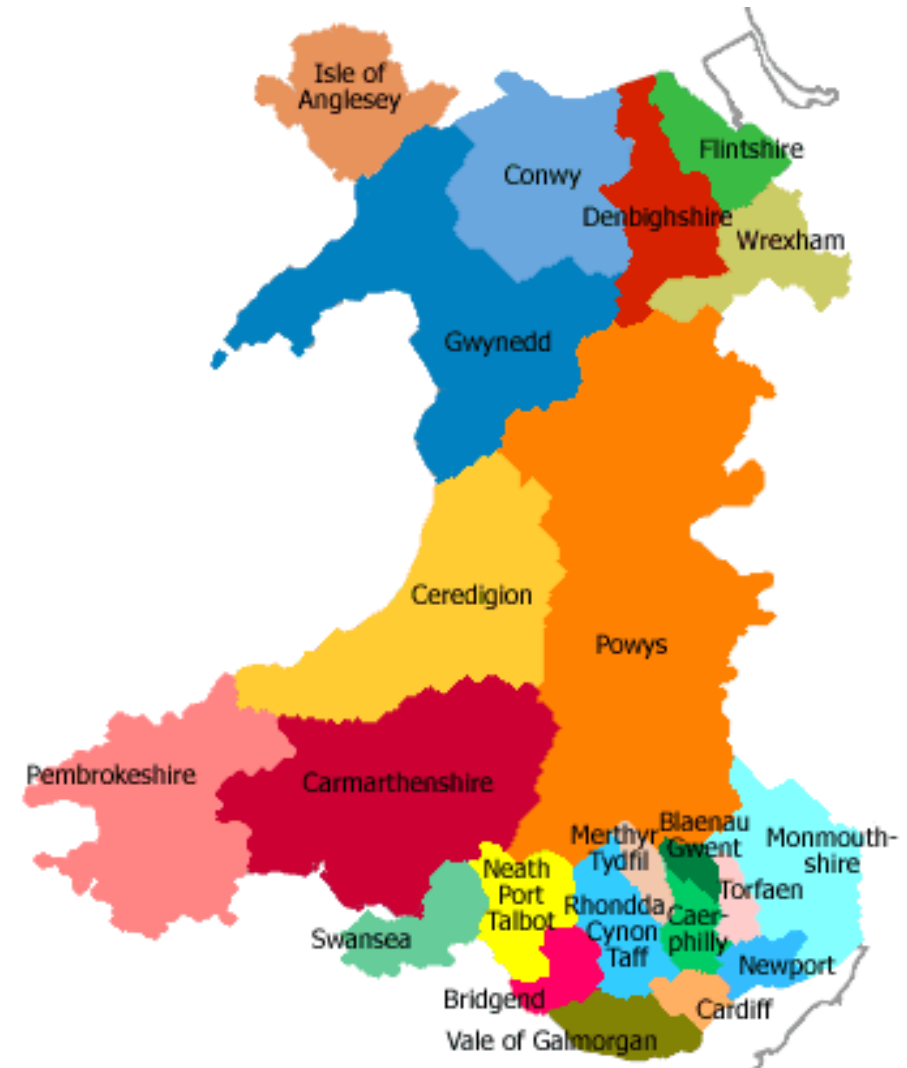 Isle of
Anglesey
Flintshire
Conwy
Denbighshire
Wrexham
Gwynedd
Ceredigion
Powys
Pembrokeshire
Carmarthenshire
Merthyr
Tydfil
Blaenau
Gwent
Monmouth-
shire
Neath
Port
Talbot
Torfaen
Rhondda
Cynon
Taff
Caer-
philly
Swansea
Newport
Bridgend
Cardiff
Vale of Galmorgan